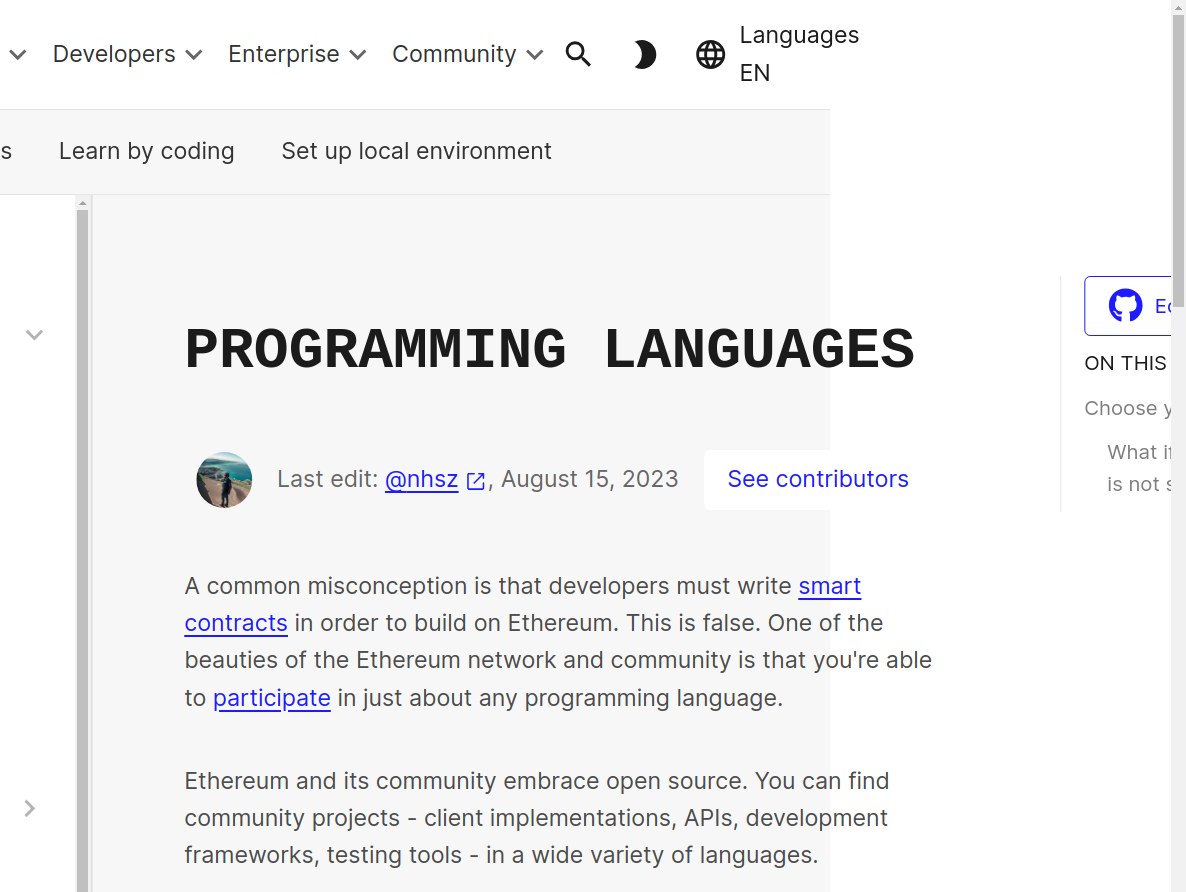 Developers Enterprise Community Languages
EN
s Learn by coding Set up local environment
PROGRAMMING LANGUAGES
Last edit: @nhsz, August 15, 2023 See contributors
A common misconception is that developers must write smart
contracts in order to build on Ethereum. This is false. One of the
beauties of the Ethereum network and community is that you're able
to participate in just about any programming language.
Ethereum and its community embrace open source. You can find
community projects - client implementations, APIs, development
frameworks, testing tools - in a wide variety of languages.
ON THIS
Choose
What
is not